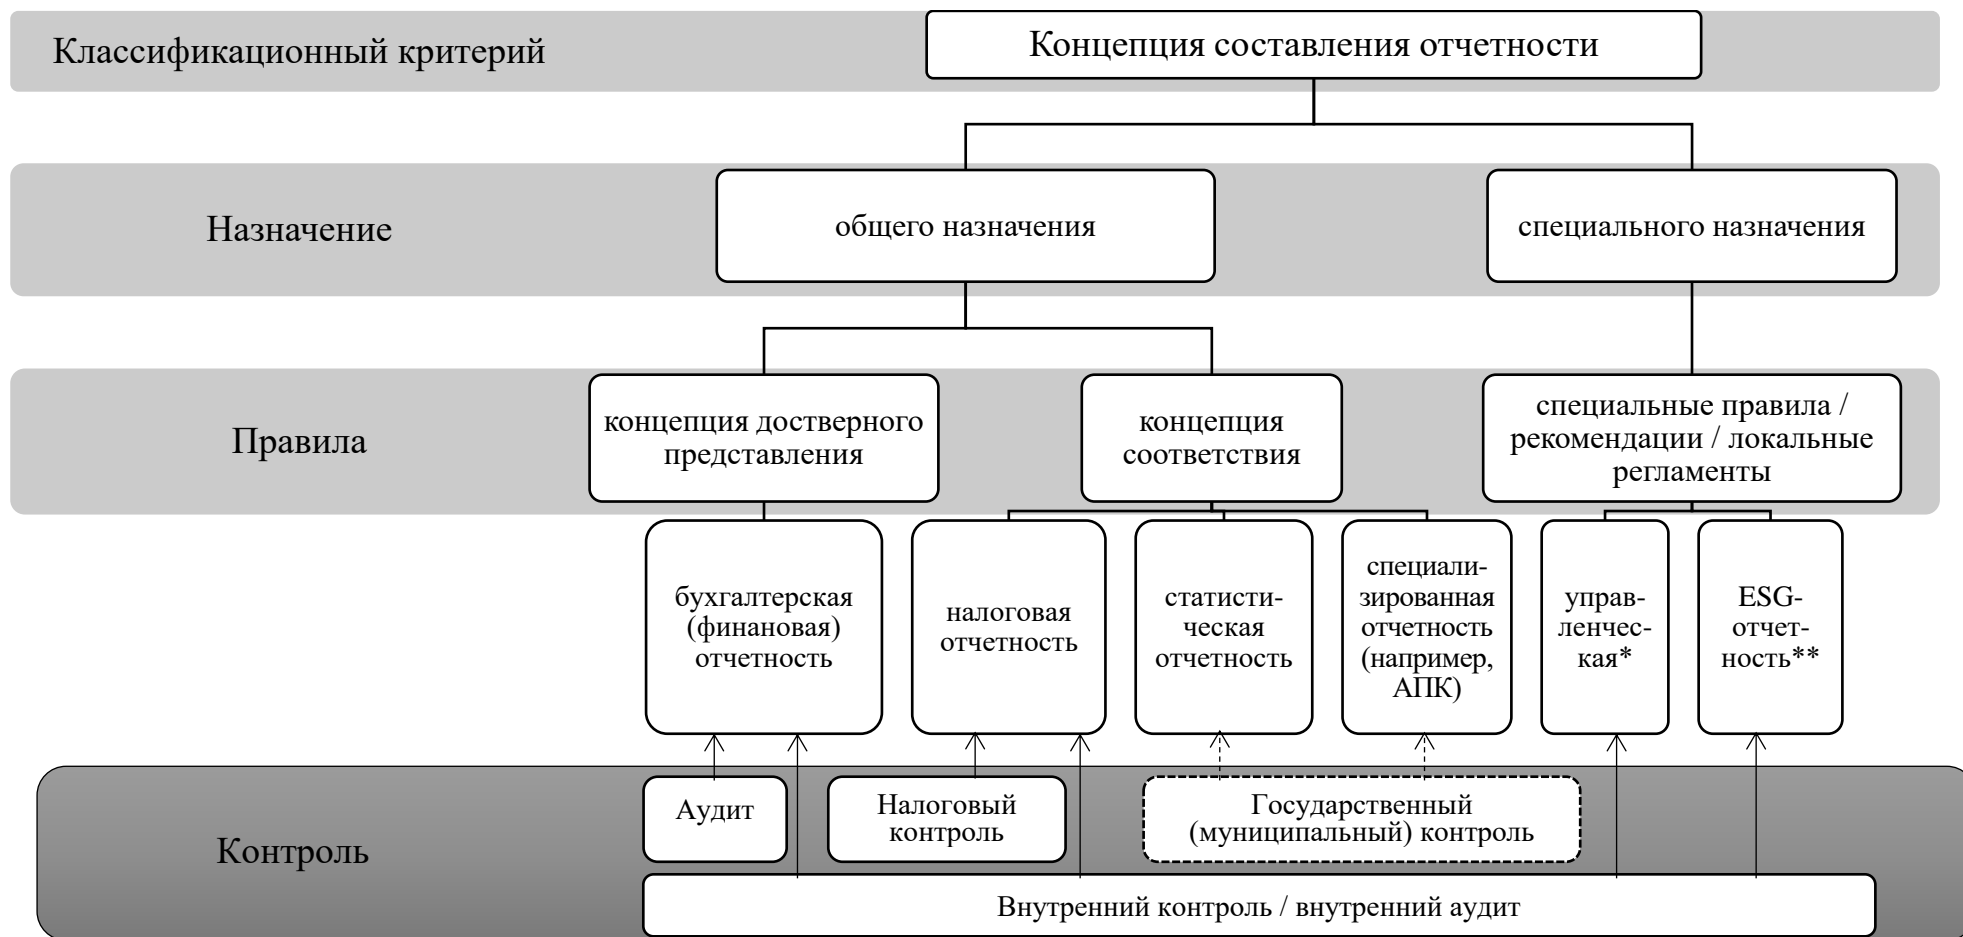 Классификационный критерий
Концепция составления отчетности
Назначение
общего назначения
специального назначения
Правила
концепция достверного
представления
концепция
соответствия
специальные правила /
рекомендации / локальные
регламенты
бухгалтерская
(финановая)
отчетность
налоговая
отчетность
статисти-
ческая
отчетность
специали-
зированная
отчетность
(например,
АПК)
управ-
ленчес-
кая*
ESG-
отчет-
ность**
Контроль
Аудит
Налоговый
контроль
Государственный
(муниципальный) контроль
Внутренний контроль / внутренний аудит